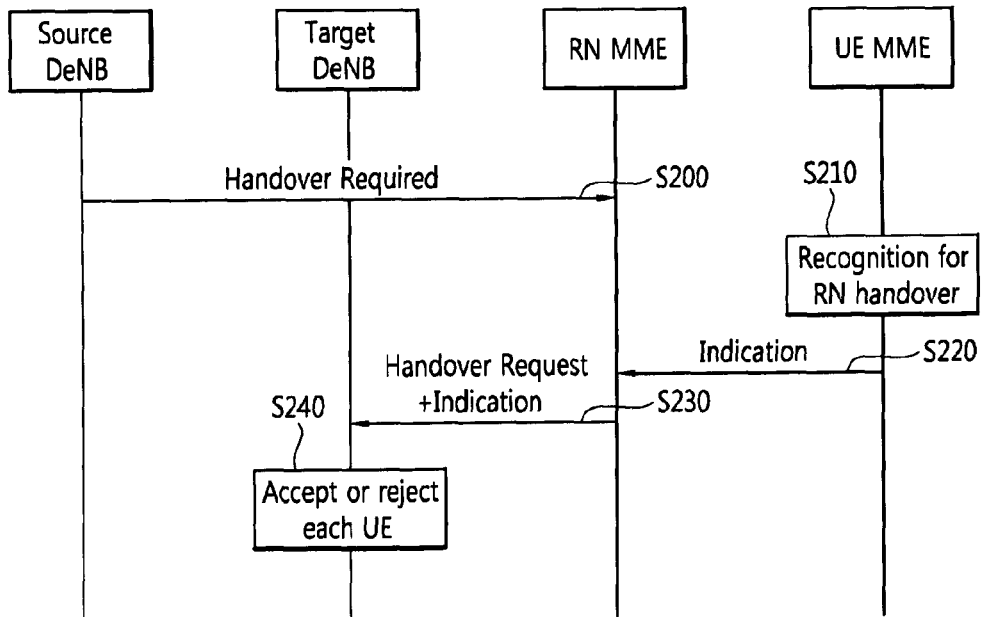 Source
DeNB
Target
DeNB
RN MME
UE MME
Handover Required
S200
S210
Recognition for
RN handover
Indication
S220
Handover Request
+Indication
S230
S240
Accept or reject
each UE